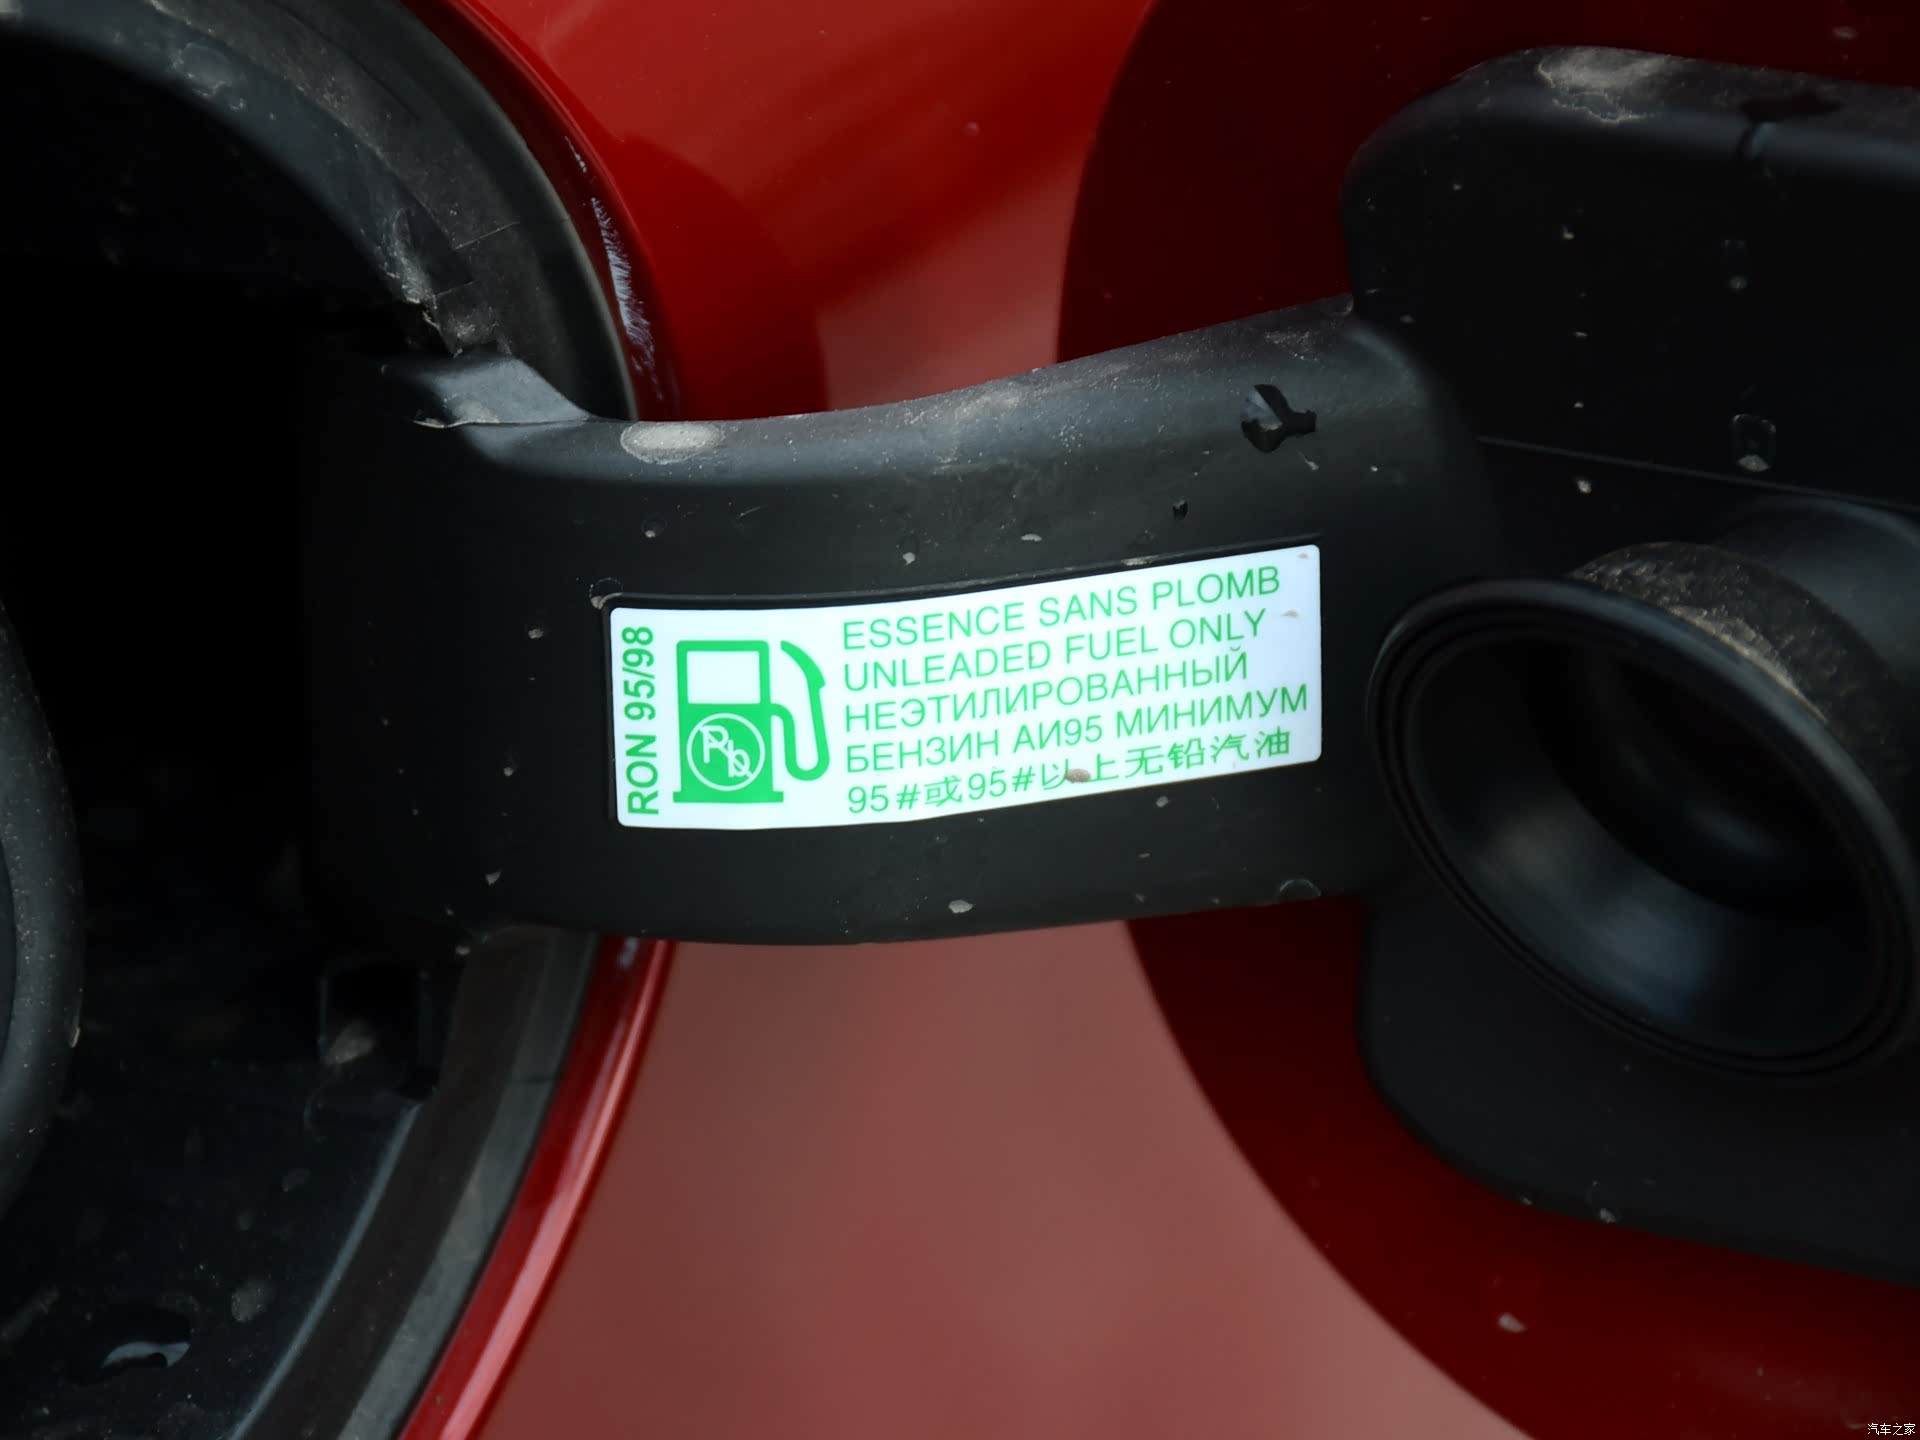 RON 95/98
Pb
ESSENCE SANS PLOMB
UNLEADED FUEL ONLY
НЕЭТИЛИРОВАННЫЙ
БЕНЗИН АИ95 МИНИМУМ
95#或95#以上无铅汽油
汽车之家